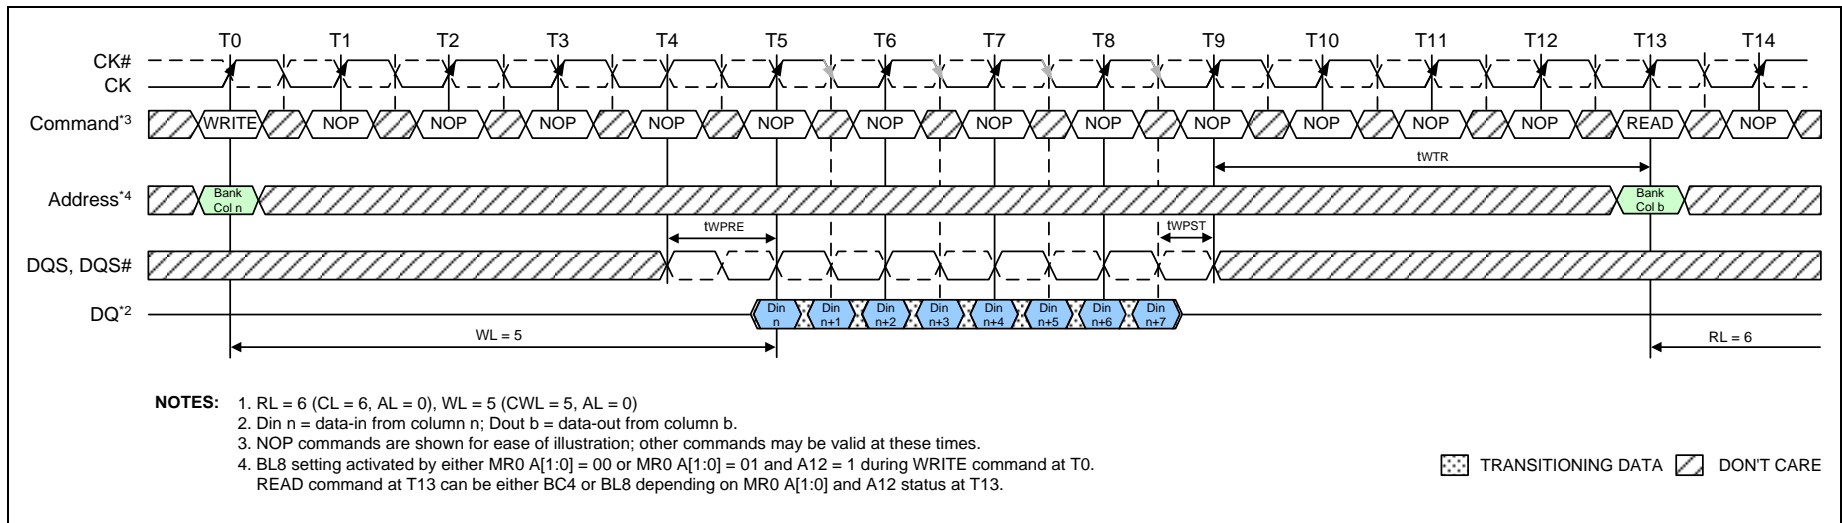 T0 T1 T2 T3 T4 T5 T6 T7 T8 T9 T10 T11 T12 T13 T14
CK#
CK
Command*3 WRITE NOP NOP NOP NOP NOP NOP NOP NOP NOP NOP NOP NOP READ NOP
tWTR
Address*4 Bank Col n Bank Col b
tWPRE tWPST
DQS, DQS#
DQ*2 Din n Din n+1 Din n+2 Din n+3 Din n+4 Din n+5 Din n+6 Din n+7
WL = 5 RL = 6
NOTES: 1. RL = 6 (CL = 6, AL = 0), WL = 5 (CWL = 5, AL = 0)
2. Din n = data-in from column n; Dout b = data-out from column b.
3. NOP commands are shown for ease of illustration; other commands may be valid at these times.
4. BL8 setting activated by either MR0 A[1:0] = 00 or MR0 A[1:0] = 01 and A12 = 1 during WRITE command at T0.
READ command at T13 can be either BC4 or BL8 depending on MR0 A[1:0] and A12 status at T13.
TRANSITIONING DATA DON'T CARE